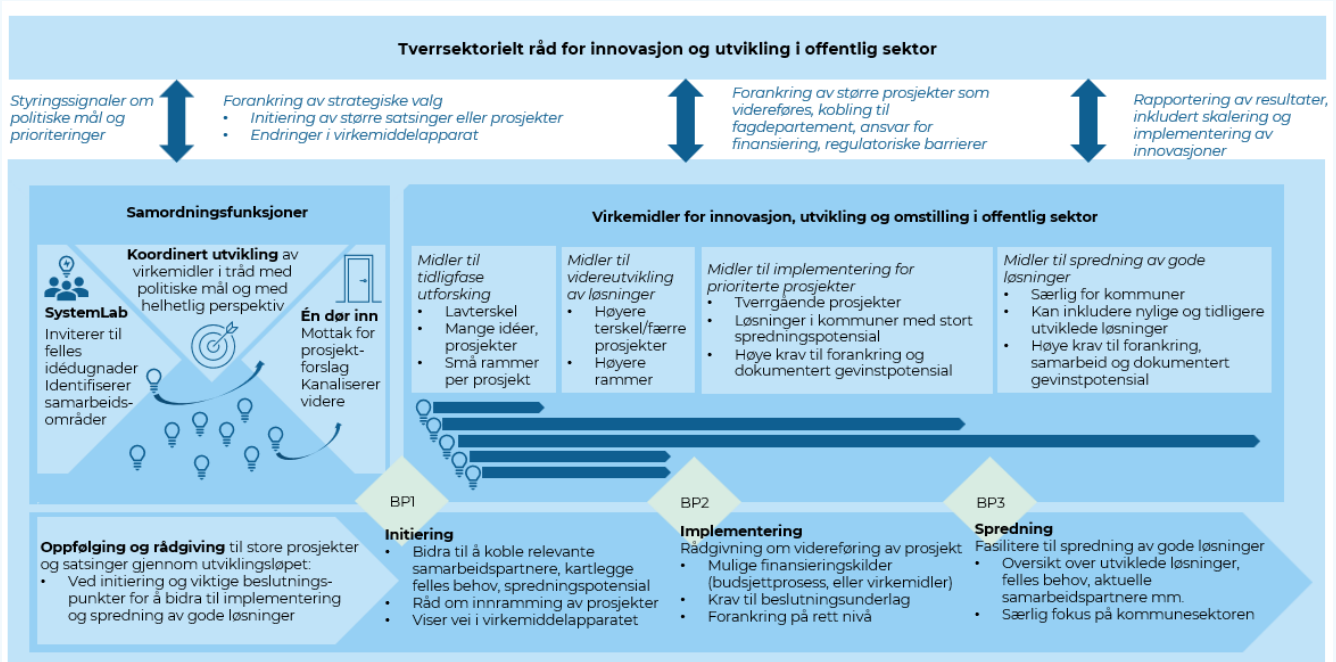 Tverrsektorielt råd for innovasjon og utvikling i offentlig sektor
Styringssignaler om
politiske mål og
prioriteringer
Forankring av strategiske valg
• Initiering av større satsinger eller prosjekter
• Endringer i virkemiddelapparat
Forankring av større prosjekter som
videreføres, kobling til
fagdepartement, ansvar for
finansiering, regulatoriske barrierer
Rapportering av resultater,
inkludert skalering og
implementering av
innovasjoner
Samordningsfunksjoner
Koordinert utvikling av
virkemidler i tråd med
politiske mål og med
helhetlig perspektiv
SystemLab
Inviterer til
felles
idédugnader
Identifiserer
samarbeids-
områder
Én dør inn
Mottak for
prosjekt-
forslag
Kanaliserer
videre
Virkemidler for innovasjon, utvikling og omstilling i offentlig sektor
Midler til
tidligfase
utforsking
• Lavterskel
• Mange idéer,
prosjekter
• Små rammer
per prosjekt
Midler til
videreutvikling
av løsninger
• Høyere
terskel/færre
prosjekter
• Høyere
rammer
Midler til implementering for
prioriterte prosjekter
• Tverrgående prosjekter
• Løsninger i kommuner med stort
spredningspotensial
• Høye krav til forankring og
dokumentert gevinstpotensial
Midler til spredning av gode
løsninger
• Særlig for kommuner
• Kan inkludere nylige og tidligere
utviklede løsninger
• Høye krav til forankring,
samarbeid og dokumentert
gevinstpotensial
BP1
BP2
BP3
Oppfølging og rådgiving til store prosjekter
og satsinger gjennom utviklingsløpet:
• Ved initiering og viktige beslutnings-
punkter for å bidra til implementering
og spredning av gode løsninger
Initiering
• Bidra til å koble relevante
samarbeidspartnere, kartlegge
felles behov, spredningspotensial
• Råd om innramming av prosjekter
• Viser vei i virkemiddelapparatet
Implementering
Rådgivning om videreføring av prosjekt
• Mulige finansieringskilder
(budsjettprosess, eller virkemidler)
• Krav til beslutningsunderlag
• Forankring på rett nivå
Spredning
Fasilitere til spredning av gode løsninger
• Oversikt over utviklede løsninger,
felles behov, aktuelle
samarbeidspartnere mm.
• Særlig fokus på kommunesektoren